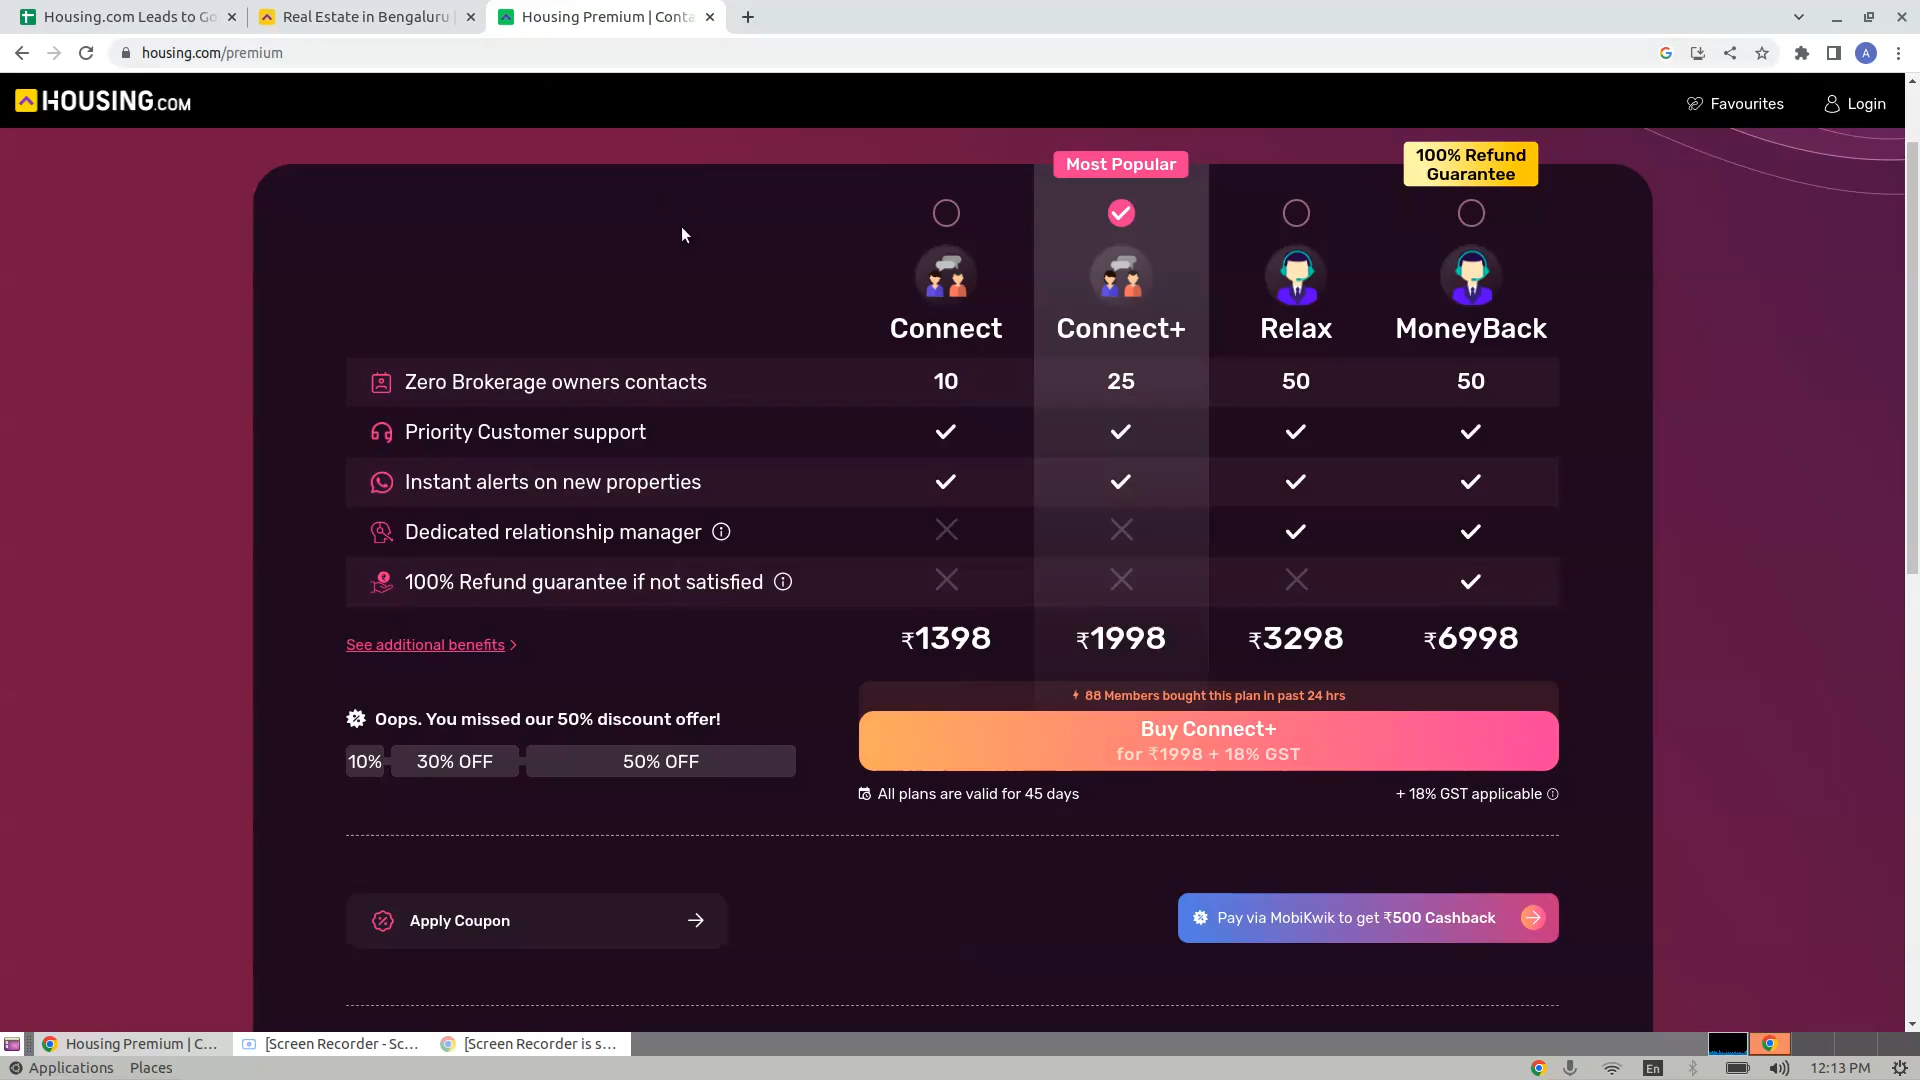 Housing.com Leads to Go
Real Estate in Bengaluru
Housing Premium | Conta
housing.com/premium
A
HOUSING.COM
Favourites
Login
Most Popular
100% Refund
Guarantee
Connect
Connect+
Relax
MoneyBack
Zero Brokerage owners contacts
10
25
50
50
Priority Customer support
Instant alerts on new properties
Dedicated relationship manager
100% Refund guarantee if not satisfied
₹1398
₹1998
₹3298
₹6998
See additional benefits >
88 Members bought this plan in past 24 hrs
Oops. You missed our 50% discount offer!
Buy Connect+
for ₹1998 + 18% GST
10%
30% OFF
50% OFF
All plans are valid for 45 days
+ 18% GST applicable
Apply Coupon
Pay via MobiKwik to get ₹500 Cashback
Housing Premium | C...
[Screen Recorder - Sc...
[Screen Recorder is s...
Applications
Places
En
12:13 PM